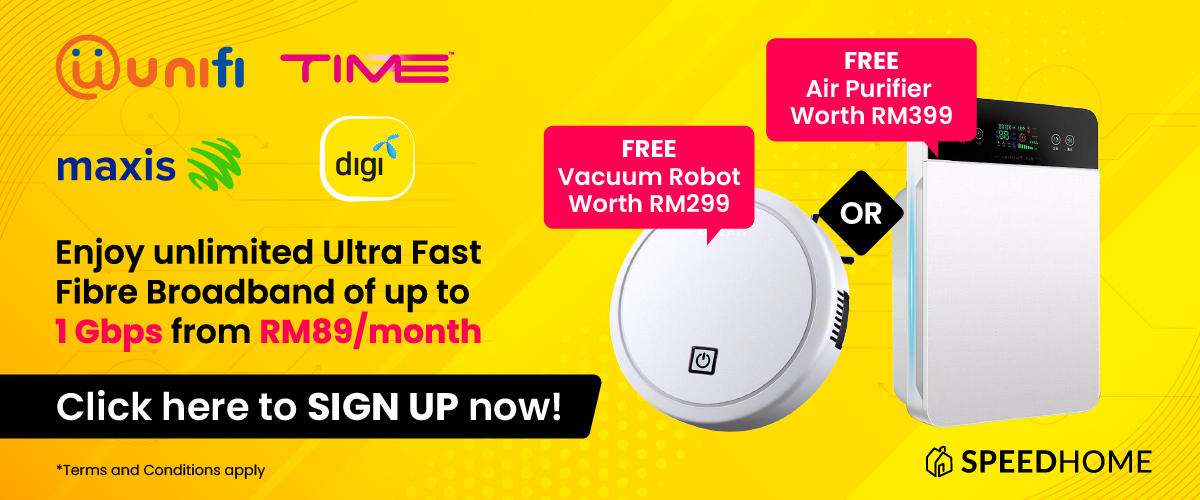 unifi
TIME™
maxis
digi
Enjoy unlimited Ultra Fast
Fibre Broadband of up to
1 Gbps from RM89/month
Click here to SIGN UP now!
*Terms and Conditions apply
FREE
Vacuum Robot
Worth RM299
OR
FREE
Air Purifier
Worth RM399
SPEEDHOME